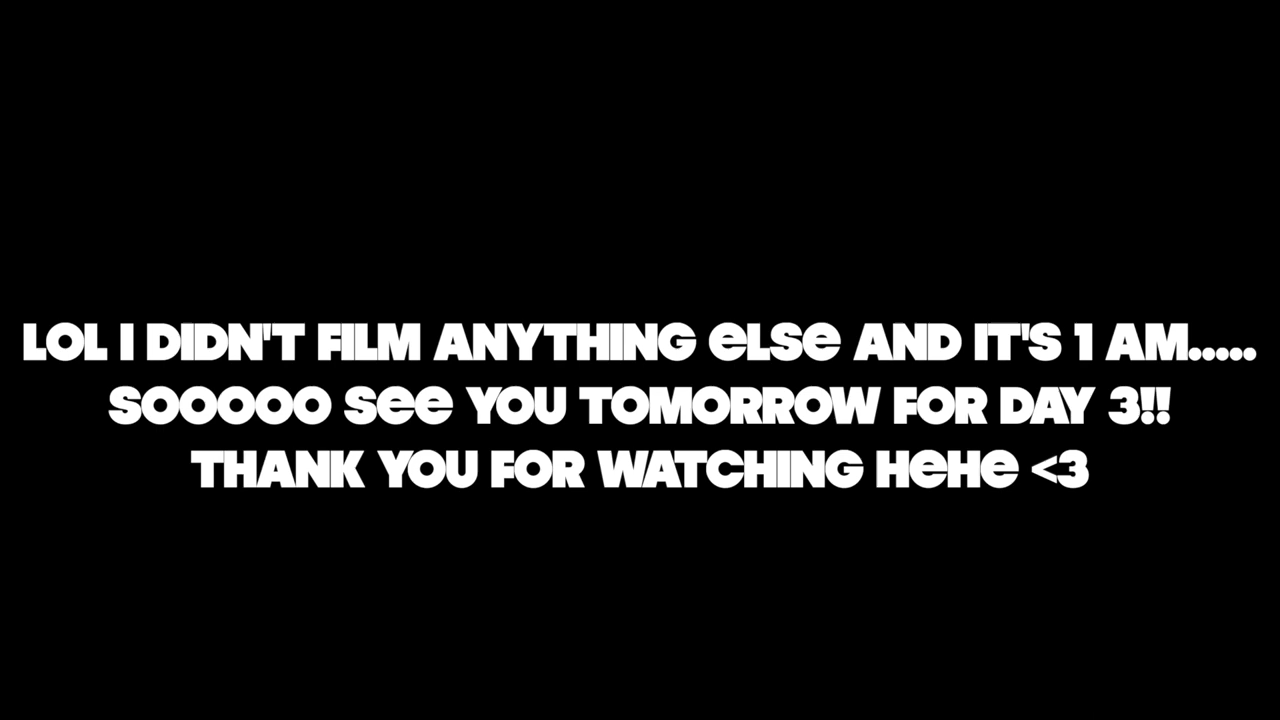 LOL I DIDN'T FILM ANYTHING eLSe AND IT'S 1 AM.....
SOOOOO See YOU TOMORROW FOR DAY 3!!
THANK YOU FOR WATCHING HeHe <3